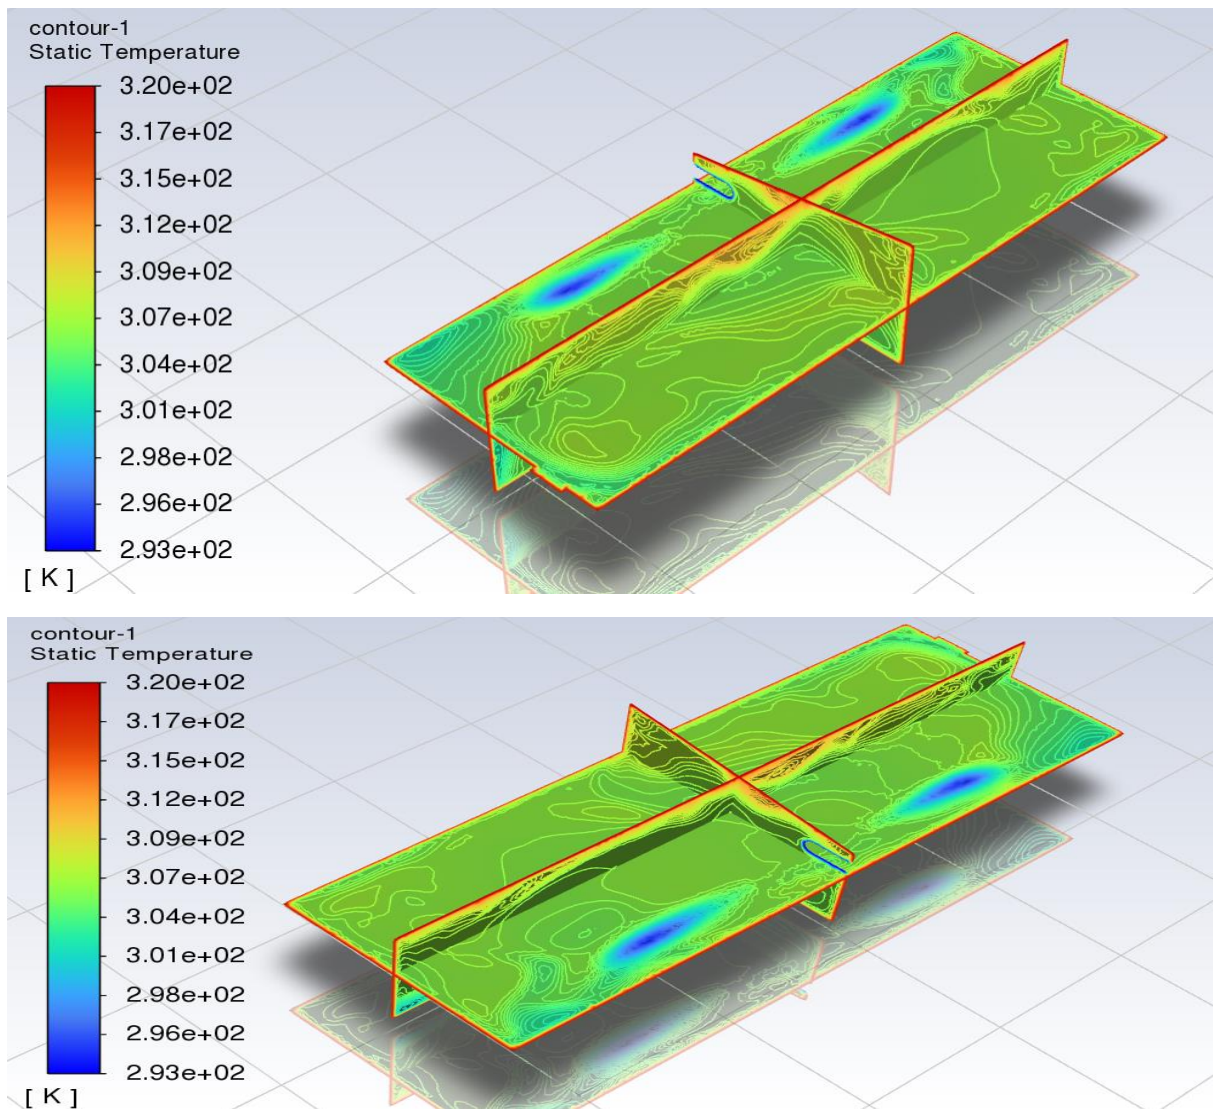 contour-1
Static Temperature
3.20e+02
3.17e+02
3.15e+02
3.12e+02
3.09e+02
3.07e+02
3.04e+02
3.01e+02
2.98e+02
2.96e+02
2.93e+02
[ K ]
contour-1
Static Temperature
3.20e+02
3.17e+02
3.15e+02
3.12e+02
3.09e+02
3.07e+02
3.04e+02
3.01e+02
2.98e+02
2.96e+02
2.93e+02
[ K ]